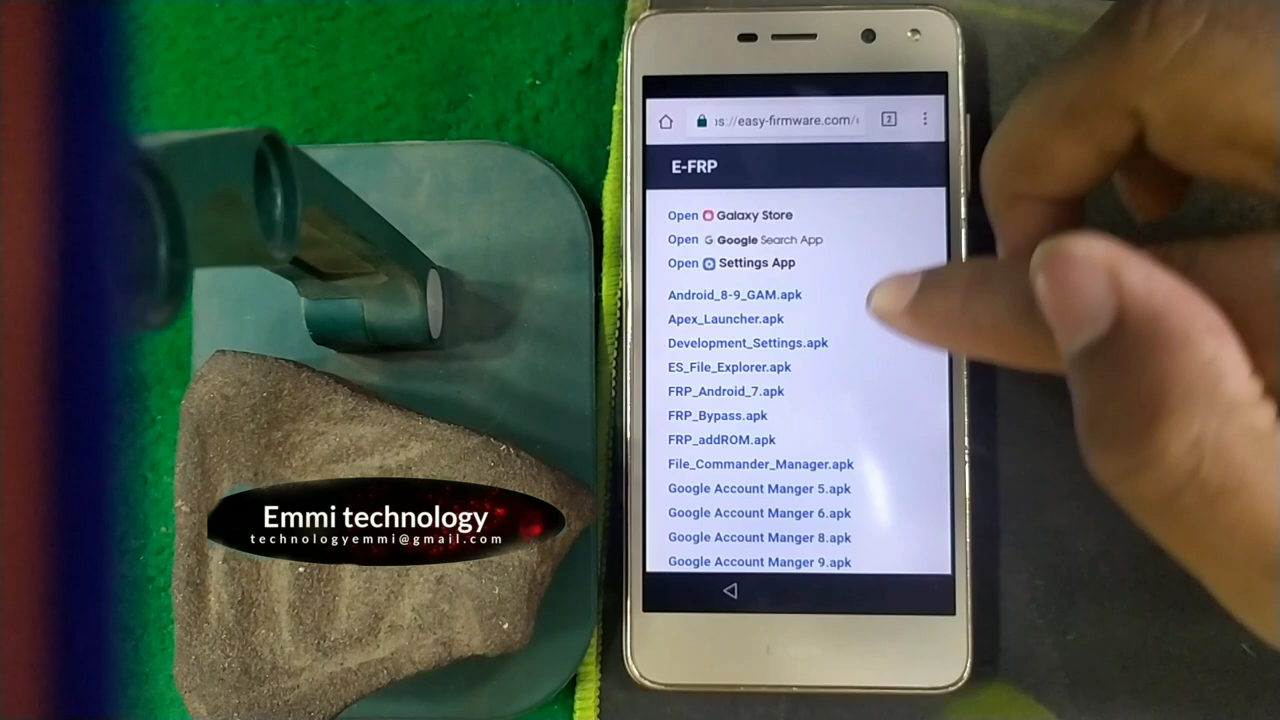 ps://easy-firmware.com/
2
E-FRP
Open Galaxy Store
Open G Google Search App
Open Settings App
Android_8-9_GAM.apk
Apex_Launcher.apk
Development_Settings.apk
ES_File_Explorer.apk
FRP_Android_7.apk
FRP_Bypass.apk
FRP_addROM.apk
File_Commander_Manager.apk
Google Account Manger 5.apk
Google Account Manger 6.apk
Google Account Manger 8.apk
Google Account Manger 9.apk
Emmi technology
technologyemmi@gmail.com